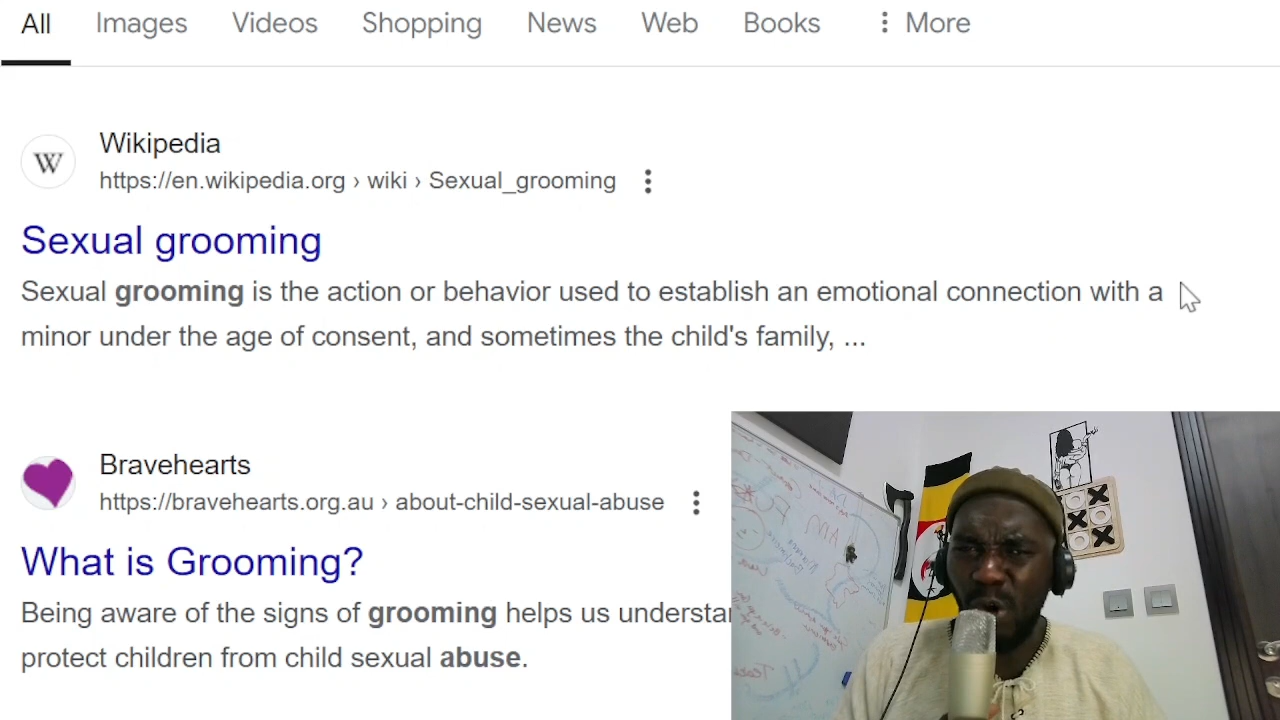 All Images Videos Shopping News Web Books More
Wikipedia
https://en.wikipedia.org › wiki › Sexual_grooming
Sexual grooming
Sexual grooming is the action or behavior used to establish an emotional connection with a
minor under the age of consent, and sometimes the child's family, ...
Bravehearts
https://bravehearts.org.au › about-child-sexual-abuse
What is Grooming?
Being aware of the signs of grooming helps us understan
protect children from child sexual abuse.